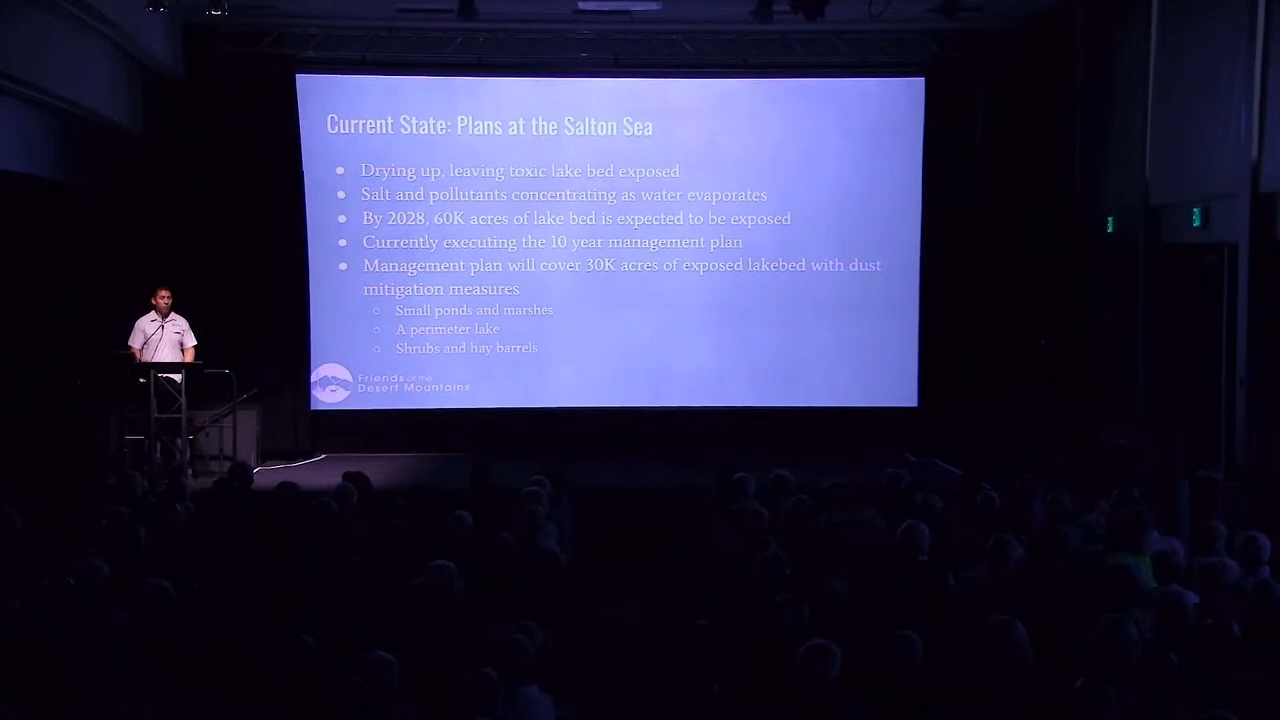 Current State: Plans at the Salton Sea
● Drying up, leaving toxic lake bed exposed
● Salt and pollutants concentrating as water evaporates
● By 2028, 60K acres of lake bed is expected to be exposed
● Currently executing the 10 year management plan
● Management plan will cover 30K acres of exposed lakebed with dust
mitigation measures
○ Small ponds and marshes
○ A perimeter lake
○ Shrubs and hay barrels
Friends of the
Desert Mountains